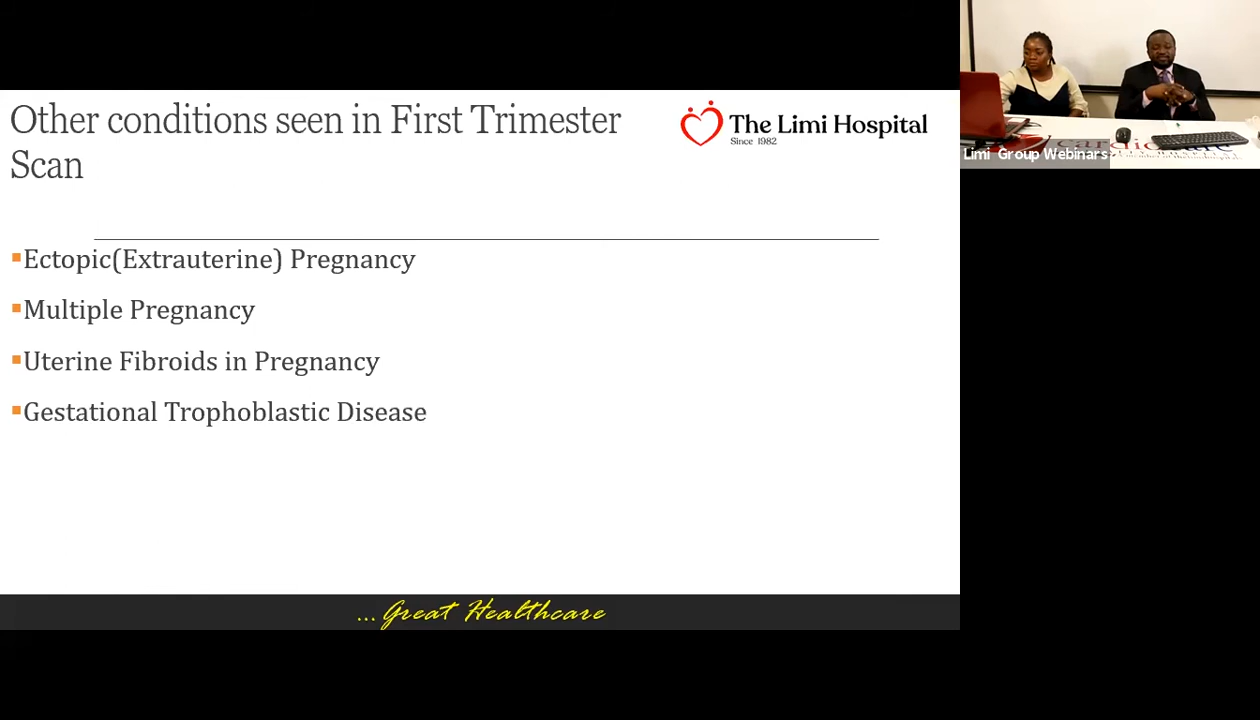 Other conditions seen in First Trimester
Scan
The Limi Hospital
Since 1982
Ectopic(Extrauterine) Pregnancy
Multiple Pregnancy
Uterine Fibroids in Pregnancy
Gestational Trophoblastic Disease
... Great Healthcare
Limi Group Webinars